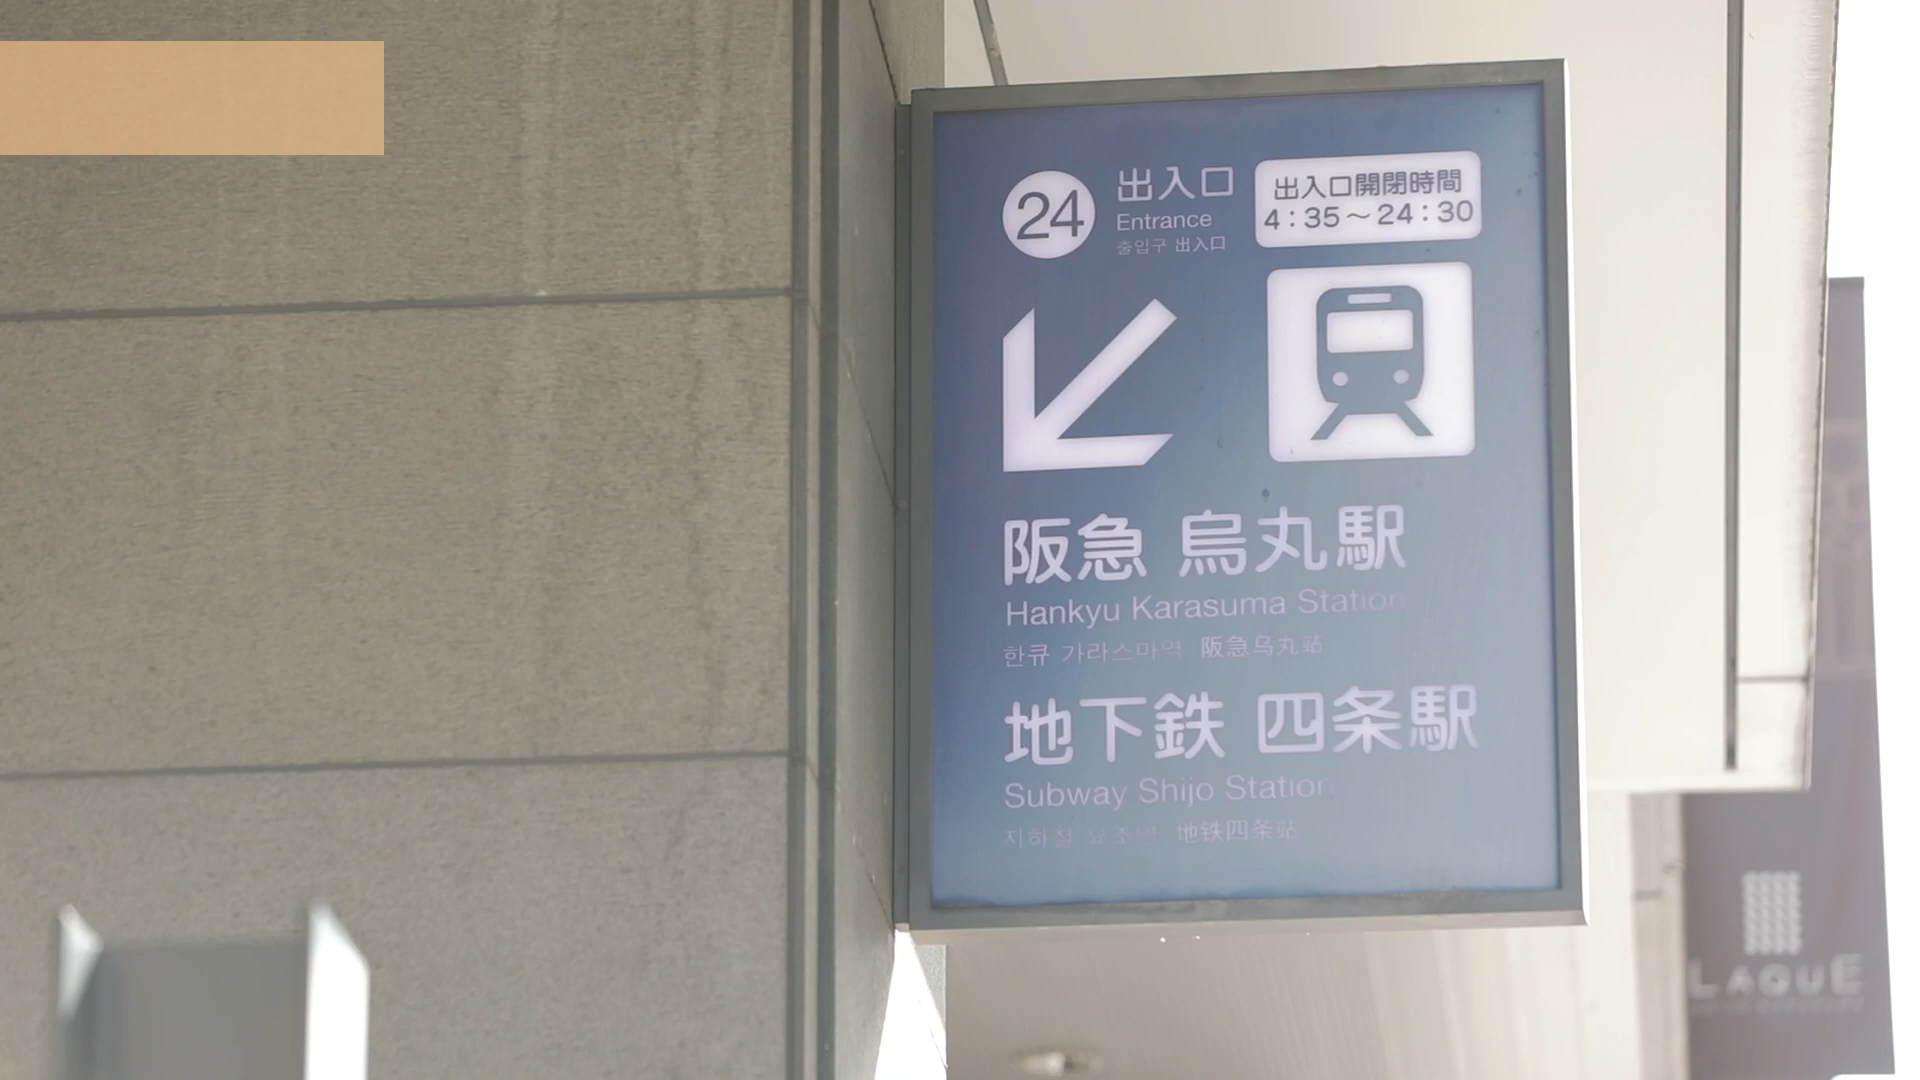 24
出入口
Entrance
출입구 出入口
出入口開閉時間
4:35～24:30
阪急 烏丸駅
Hankyu Karasuma Station
한큐 가라스마역 阪急乌丸站
地下鉄 四条駅
Subway Shijo Station
지하철 地铁四条站
LAQUE